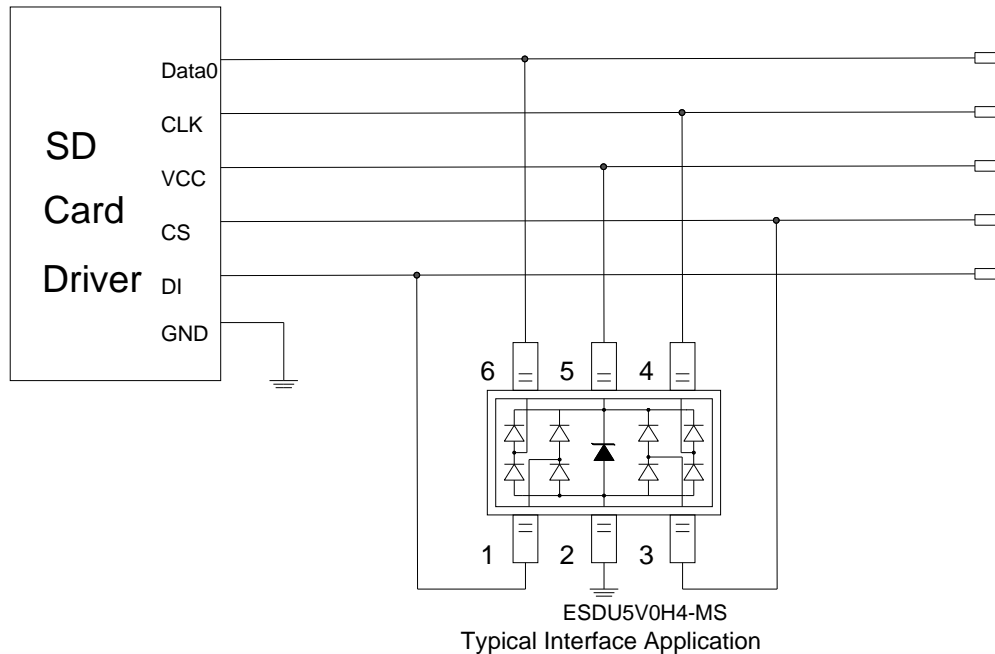 Data0
CLK
SD
VCC
Card
CS
Driver
DI
GND
6 5 4
1 2 3
ESDU5V0H4-MS
Typical Interface Application